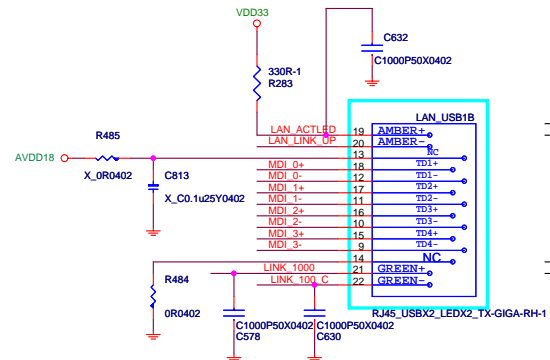 VDD33
C632
C1000P50X0402
330R-1
R283
LAN_USB1B
LAN_ACTLED 19 AMBER+
LAN_LINK_UP 20 AMBER-
R485
AVDD18
13 NC
X_0R0402
C813
X_C0.1u25Y0402
MDI_0+ 18 TD1+
MDI_0- 12 TD1-
MDI_1+ 17 TD2+
MDI_1- 11 TD2-
MDI_2+ 16 TD3+
MDI_2- 10 TD3-
MDI_3+ 15 TD4+
MDI_3- 9 TD4-
14 NC
LINK_1000 21 GREEN+
LINK_100_C 22 GREEN-
R484
0R0402
C1000P50X0402
C578
C1000P50X0402
C630
RJ45_USBX2_LEDX2_TX-GIGA-RH-1